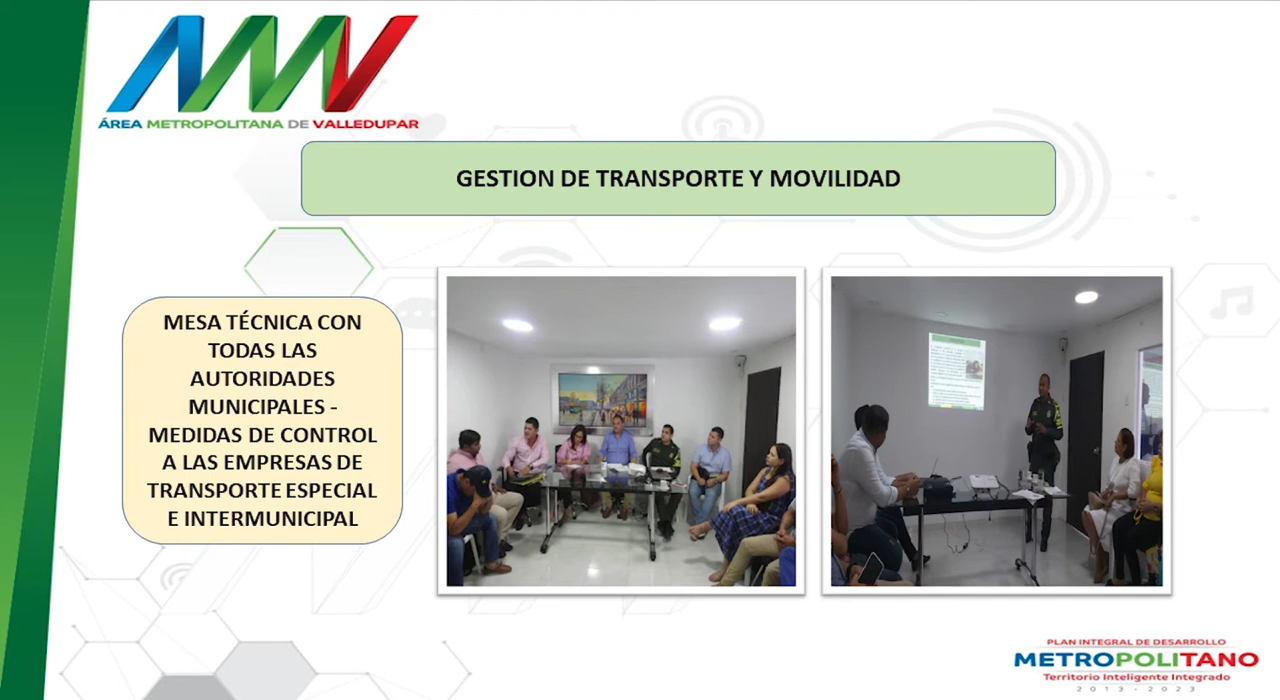 ÁREA METROPOLITANA DE VALLEDUPAR
GESTION DE TRANSPORTE Y MOVILIDAD
MESA TÉCNICA CON
TODAS LAS
AUTORIDADES
MUNICIPALES -
MEDIDAS DE CONTROL
A LAS EMPRESAS DE
TRANSPORTE ESPECIAL
E INTERMUNICIPAL
PLAN INTEGRAL DE DESARROLLO
METROPOLITANO
Territorio Inteligente Integrado
2013-2023